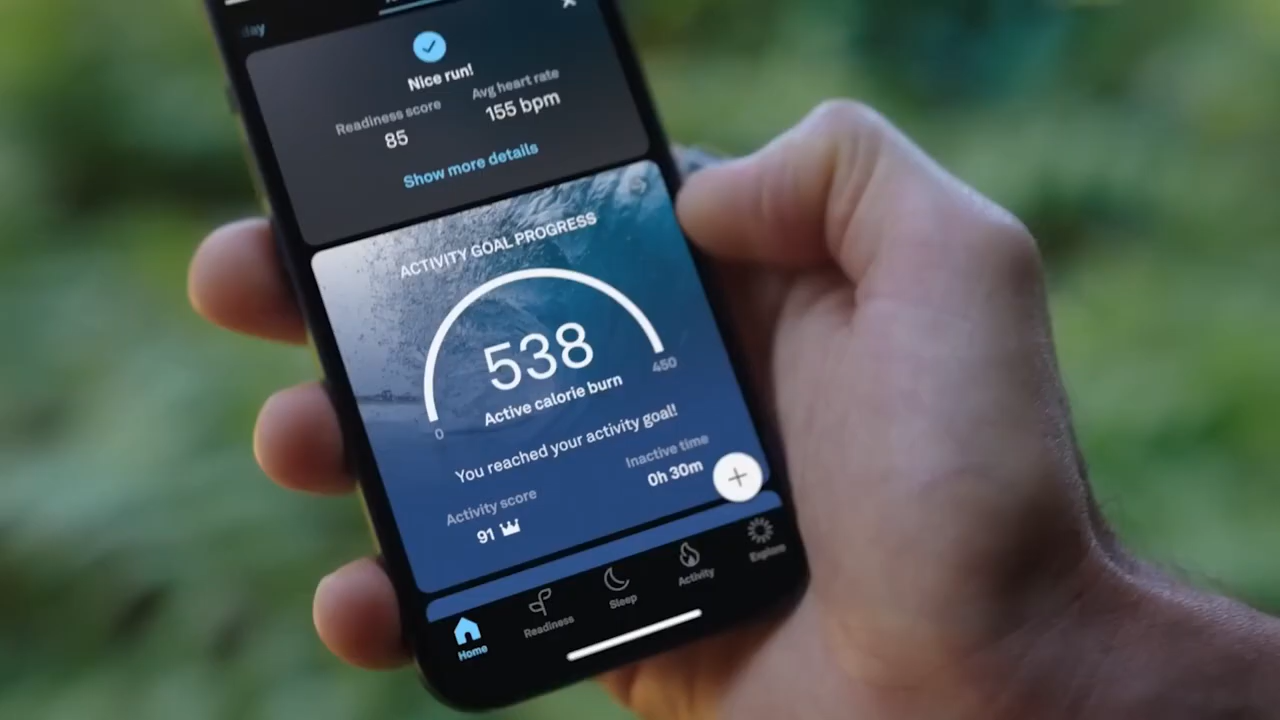 day
Nice run!
Readiness score
Avg heart rate
85
155 bpm
Show more details
ACTIVITY GOAL PROGRESS
538
0
450
Active calorie burn
You reached your activity goal!
Activity score
Inactive time
91
0h 30m
Home
Readiness
Sleep
Activity
Explore